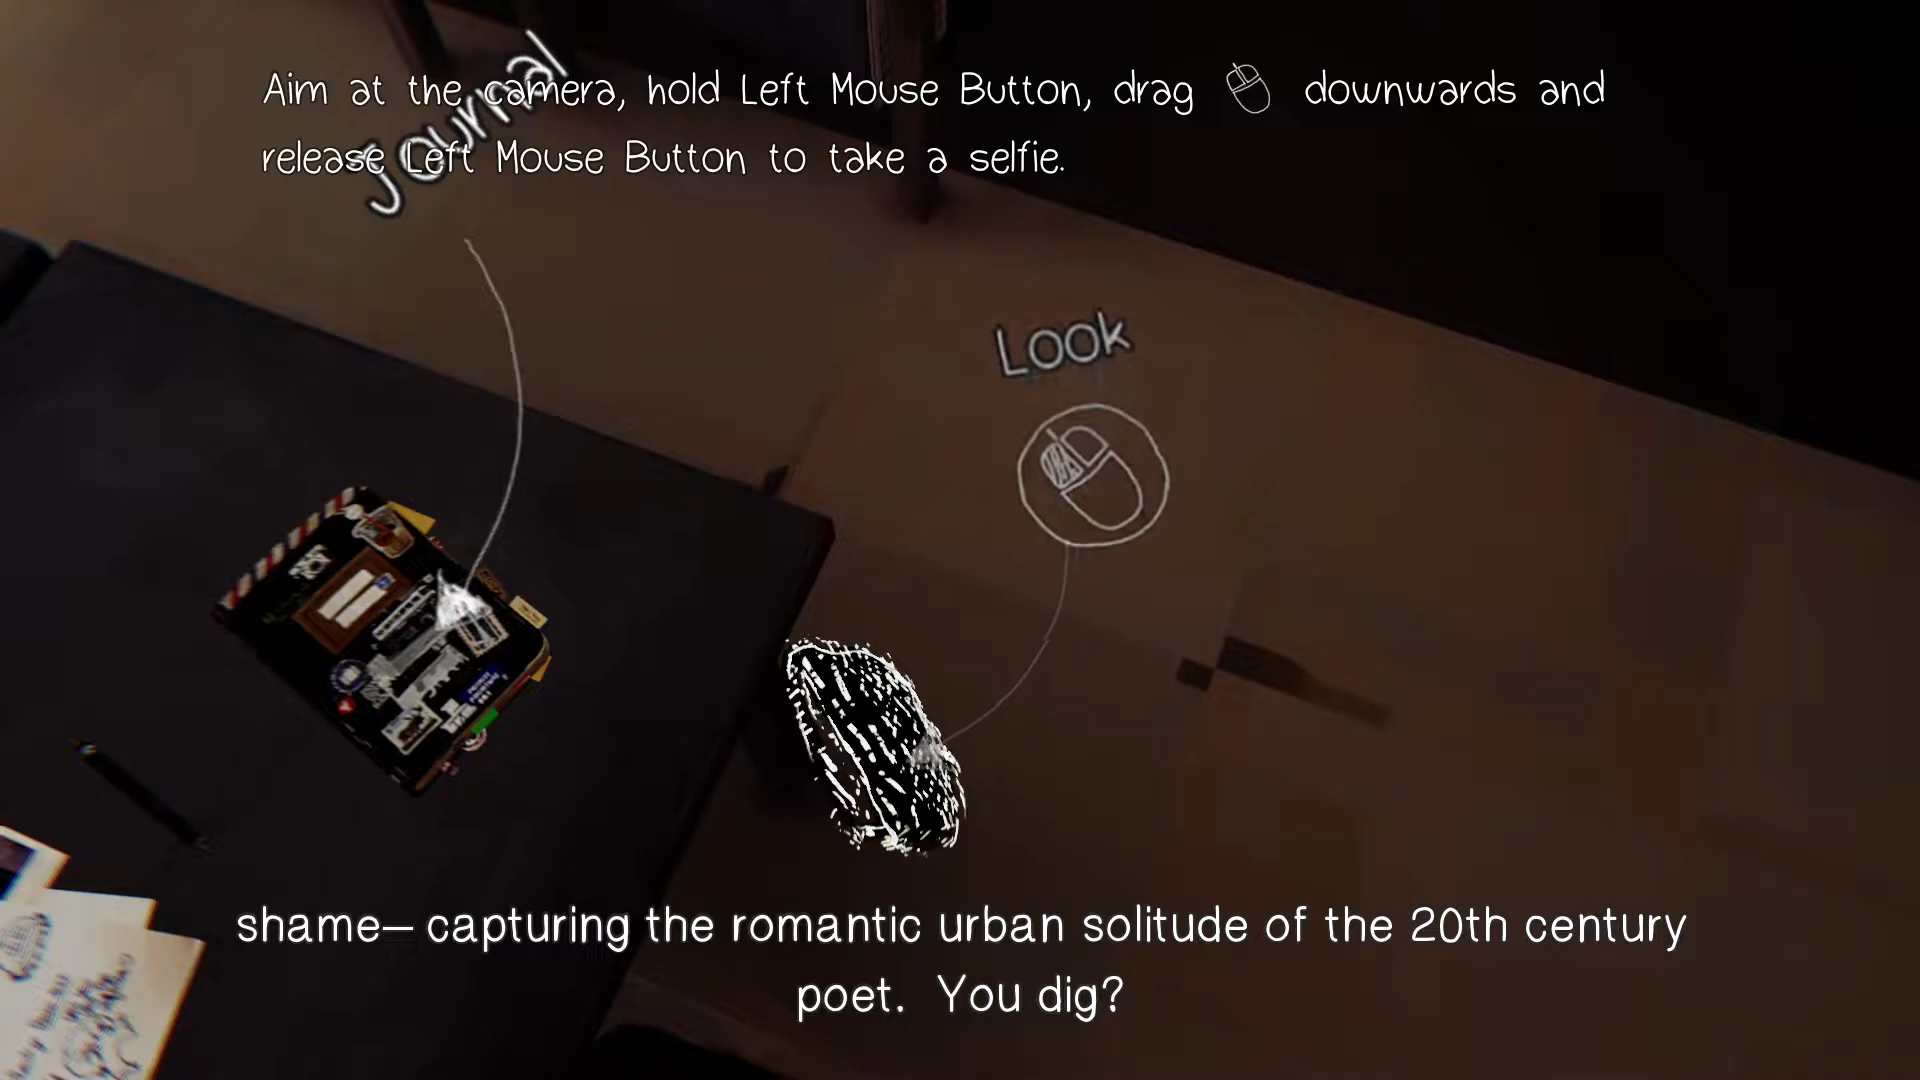 Aim at the camera, hold Left Mouse Button, drag downwards and
release Left Mouse Button to take a selfie.
Journal
Look
shame— capturing the romantic urban solitude of the 20th century
poet. You dig?